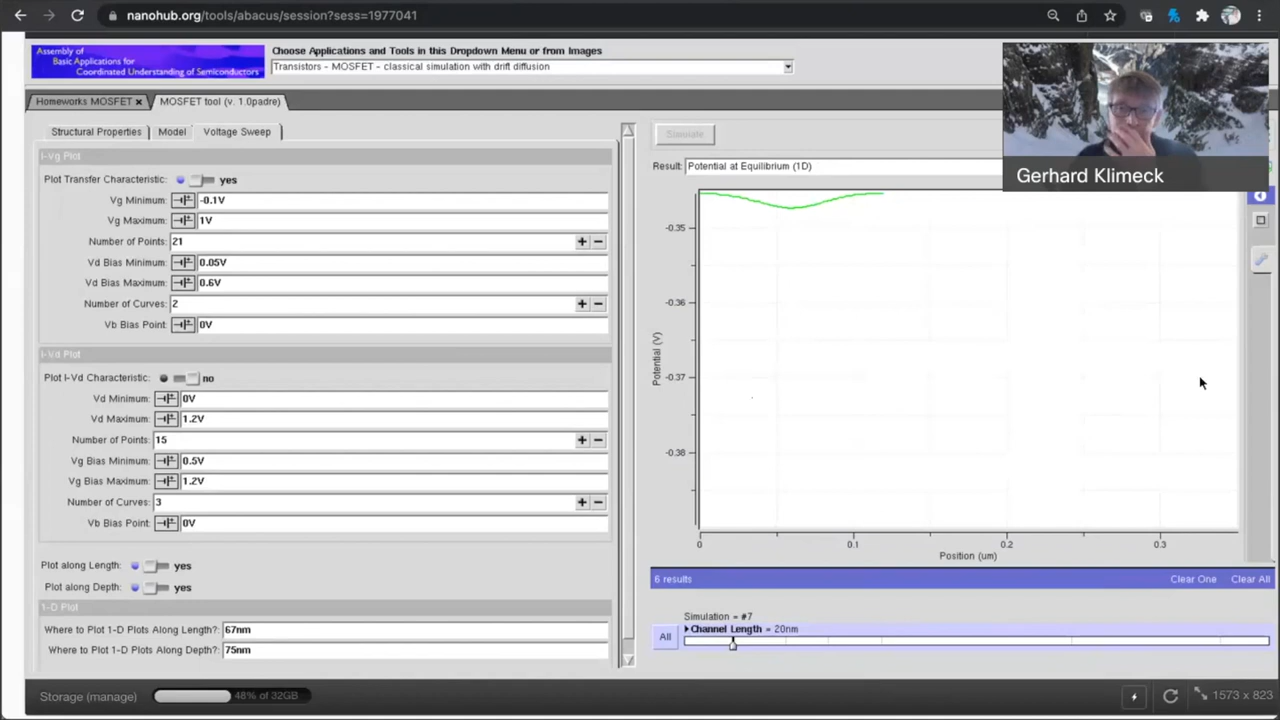 nanohub.org/tools/abacus/session?sess=1977041
Assembly of
Basic Applications for
Coordinated Understanding of Semiconductors
Choose Applications and Tools in this Dropdown Menu or from Images
Transistors - MOSFET - classical simulation with drift diffusion
Homeworks MOSFET
MOSFET tool (v. 1.0padre)
Structural Properties
Model
Voltage Sweep
Simulate
I-Vg Plot
Result: Potential at Equilibrium (1D)
Gerhard Klimeck
Plot Transfer Characteristic: yes
Vg Minimum: -0.1V
Vg Maximum: 1V
Number of Points: 21
Vd Bias Minimum: 0.05V
Vd Bias Maximum: 0.6V
Number of Curves: 2
Vb Bias Point: 0V
I-Vd Plot
Plot I-Vd Characteristic: no
Vd Minimum: 0V
Vd Maximum: 1.2V
Number of Points: 15
Vg Bias Minimum: 0.5V
Vg Bias Maximum: 1.2V
Number of Curves: 3
Vb Bias Point: 0V
Plot along Length: yes
Plot along Depth: yes
1-D Plot
Where to Plot 1-D Plots Along Length?: 67nm
Where to Plot 1-D Plots Along Depth?: 75nm
-0.35
-0.36
-0.37
-0.38
Potential (V)
0 0.1 0.2 0.3
Position (um)
6 results
Clear One
Clear All
Simulation = #7
All
Channel Length = 20nm
Storage (manage)
48% of 32GB
1573 x 823